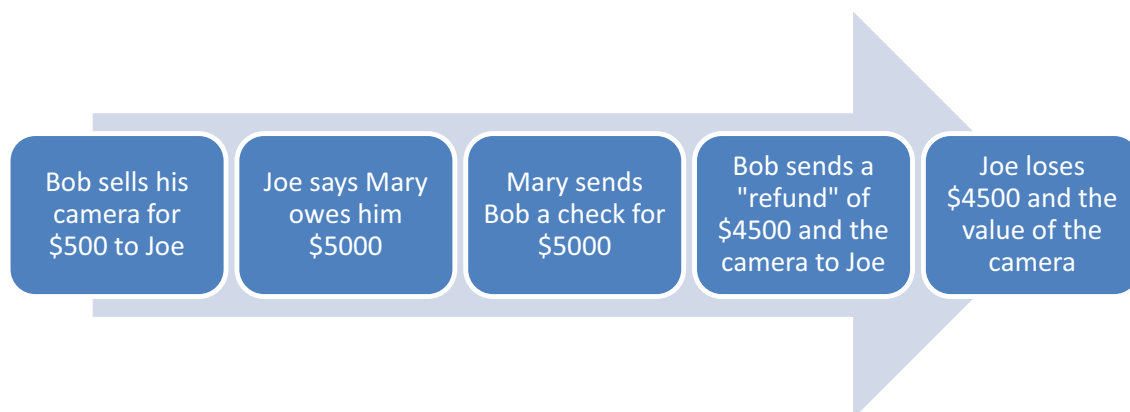 Bob sells his
camera for
$500 to Joe
Joe says Mary
owes him
$5000
Mary sends
Bob a check for
$5000
Bob sends a
"refund" of
$4500 and the
camera to Joe
Joe loses
$4500 and the
value of the
camera